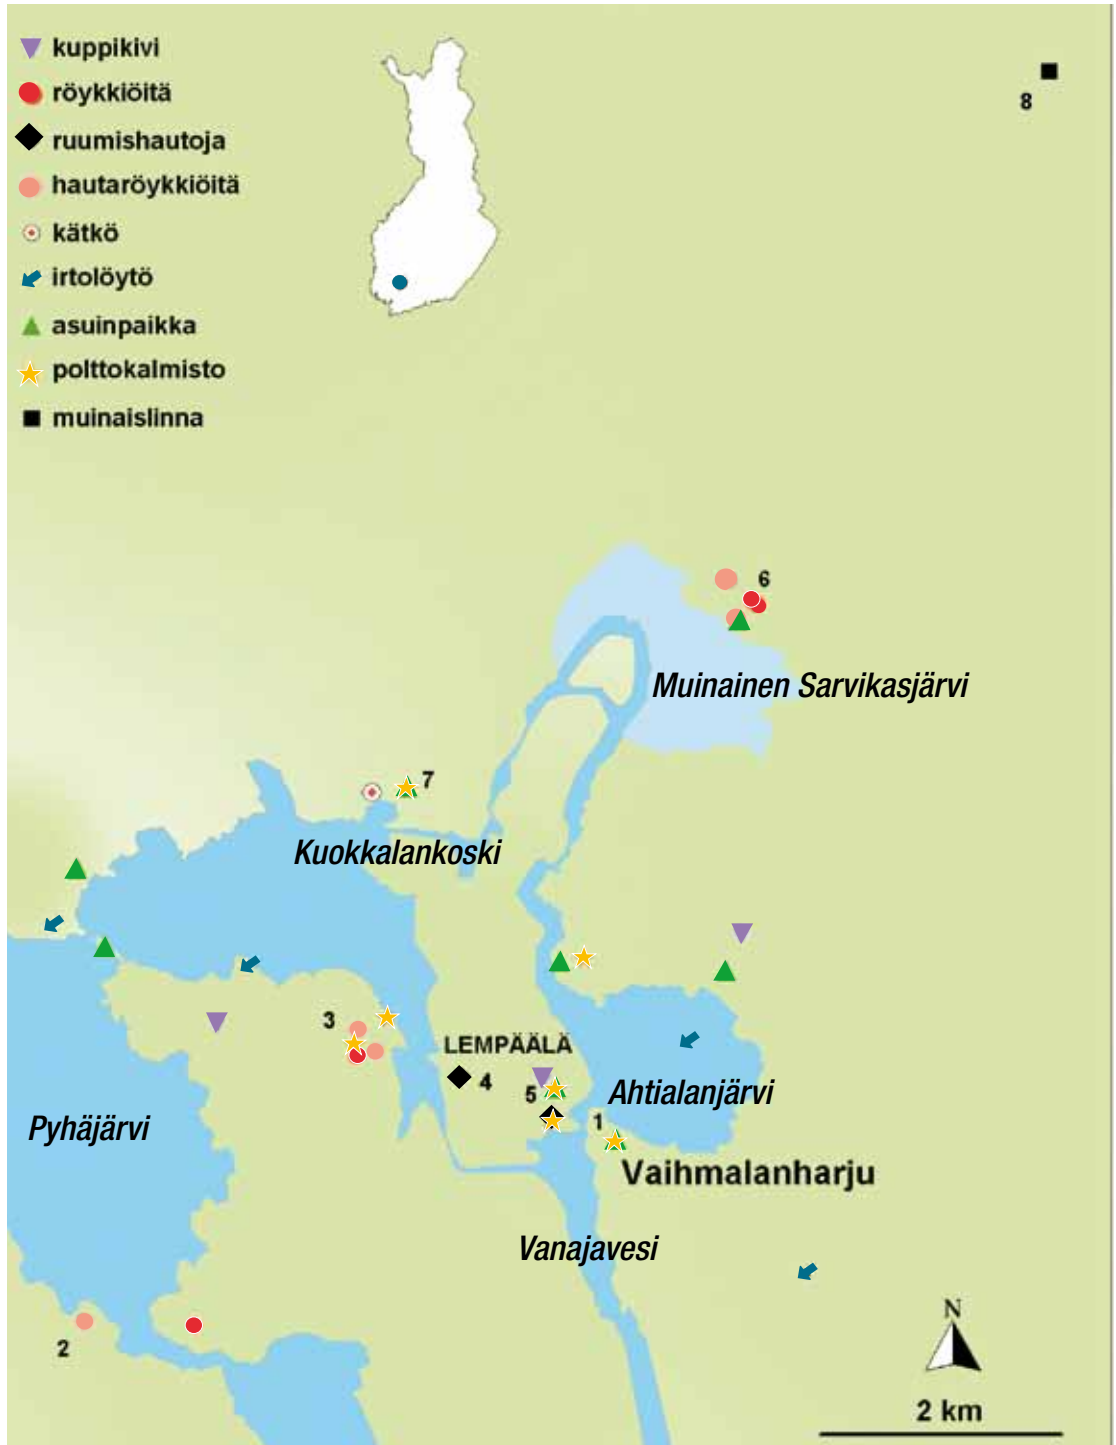 kuppikivi
röykkiöitä
ruumishautoja
hautaröykkiöitä
kätkö
irtolöytö
asuinpaikka
polttokalmisto
muinaislinna
8
6
Muinainen Sarvikasjärvi
7
Kuokkalankoski
3
LEMPÄÄLÄ
4
5
Ahtialanjärvi
1
Pyhäjärvi
Vaihmalanharju
Vanajavesi
2
N
2 km